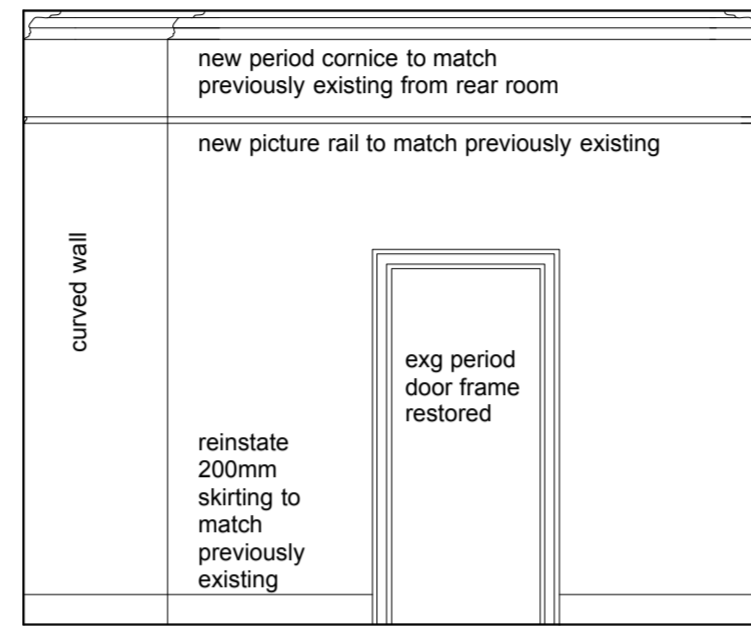 new period cornice to match
previously existing from rear room
new picture rail to match previously existing
curved wall
exg period
door frame
restored
reinstate
200mm
skirting to
match
previously
existing